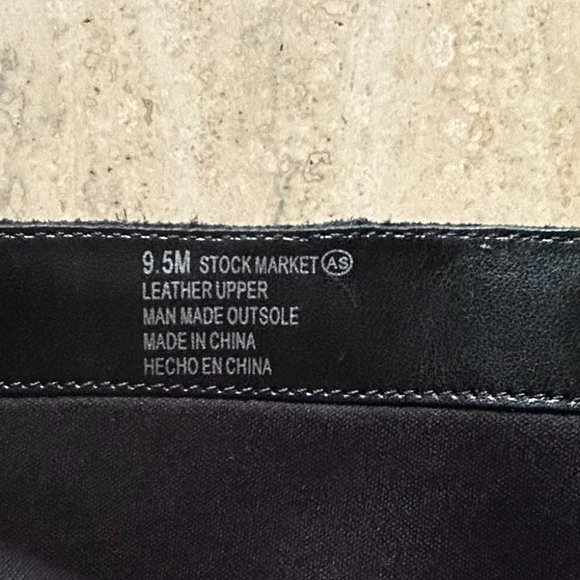 9.5M STOCK MARKET AS
LEATHER UPPER
MAN MADE OUTSOLE
MADE IN CHINA
HECHO EN CHINA